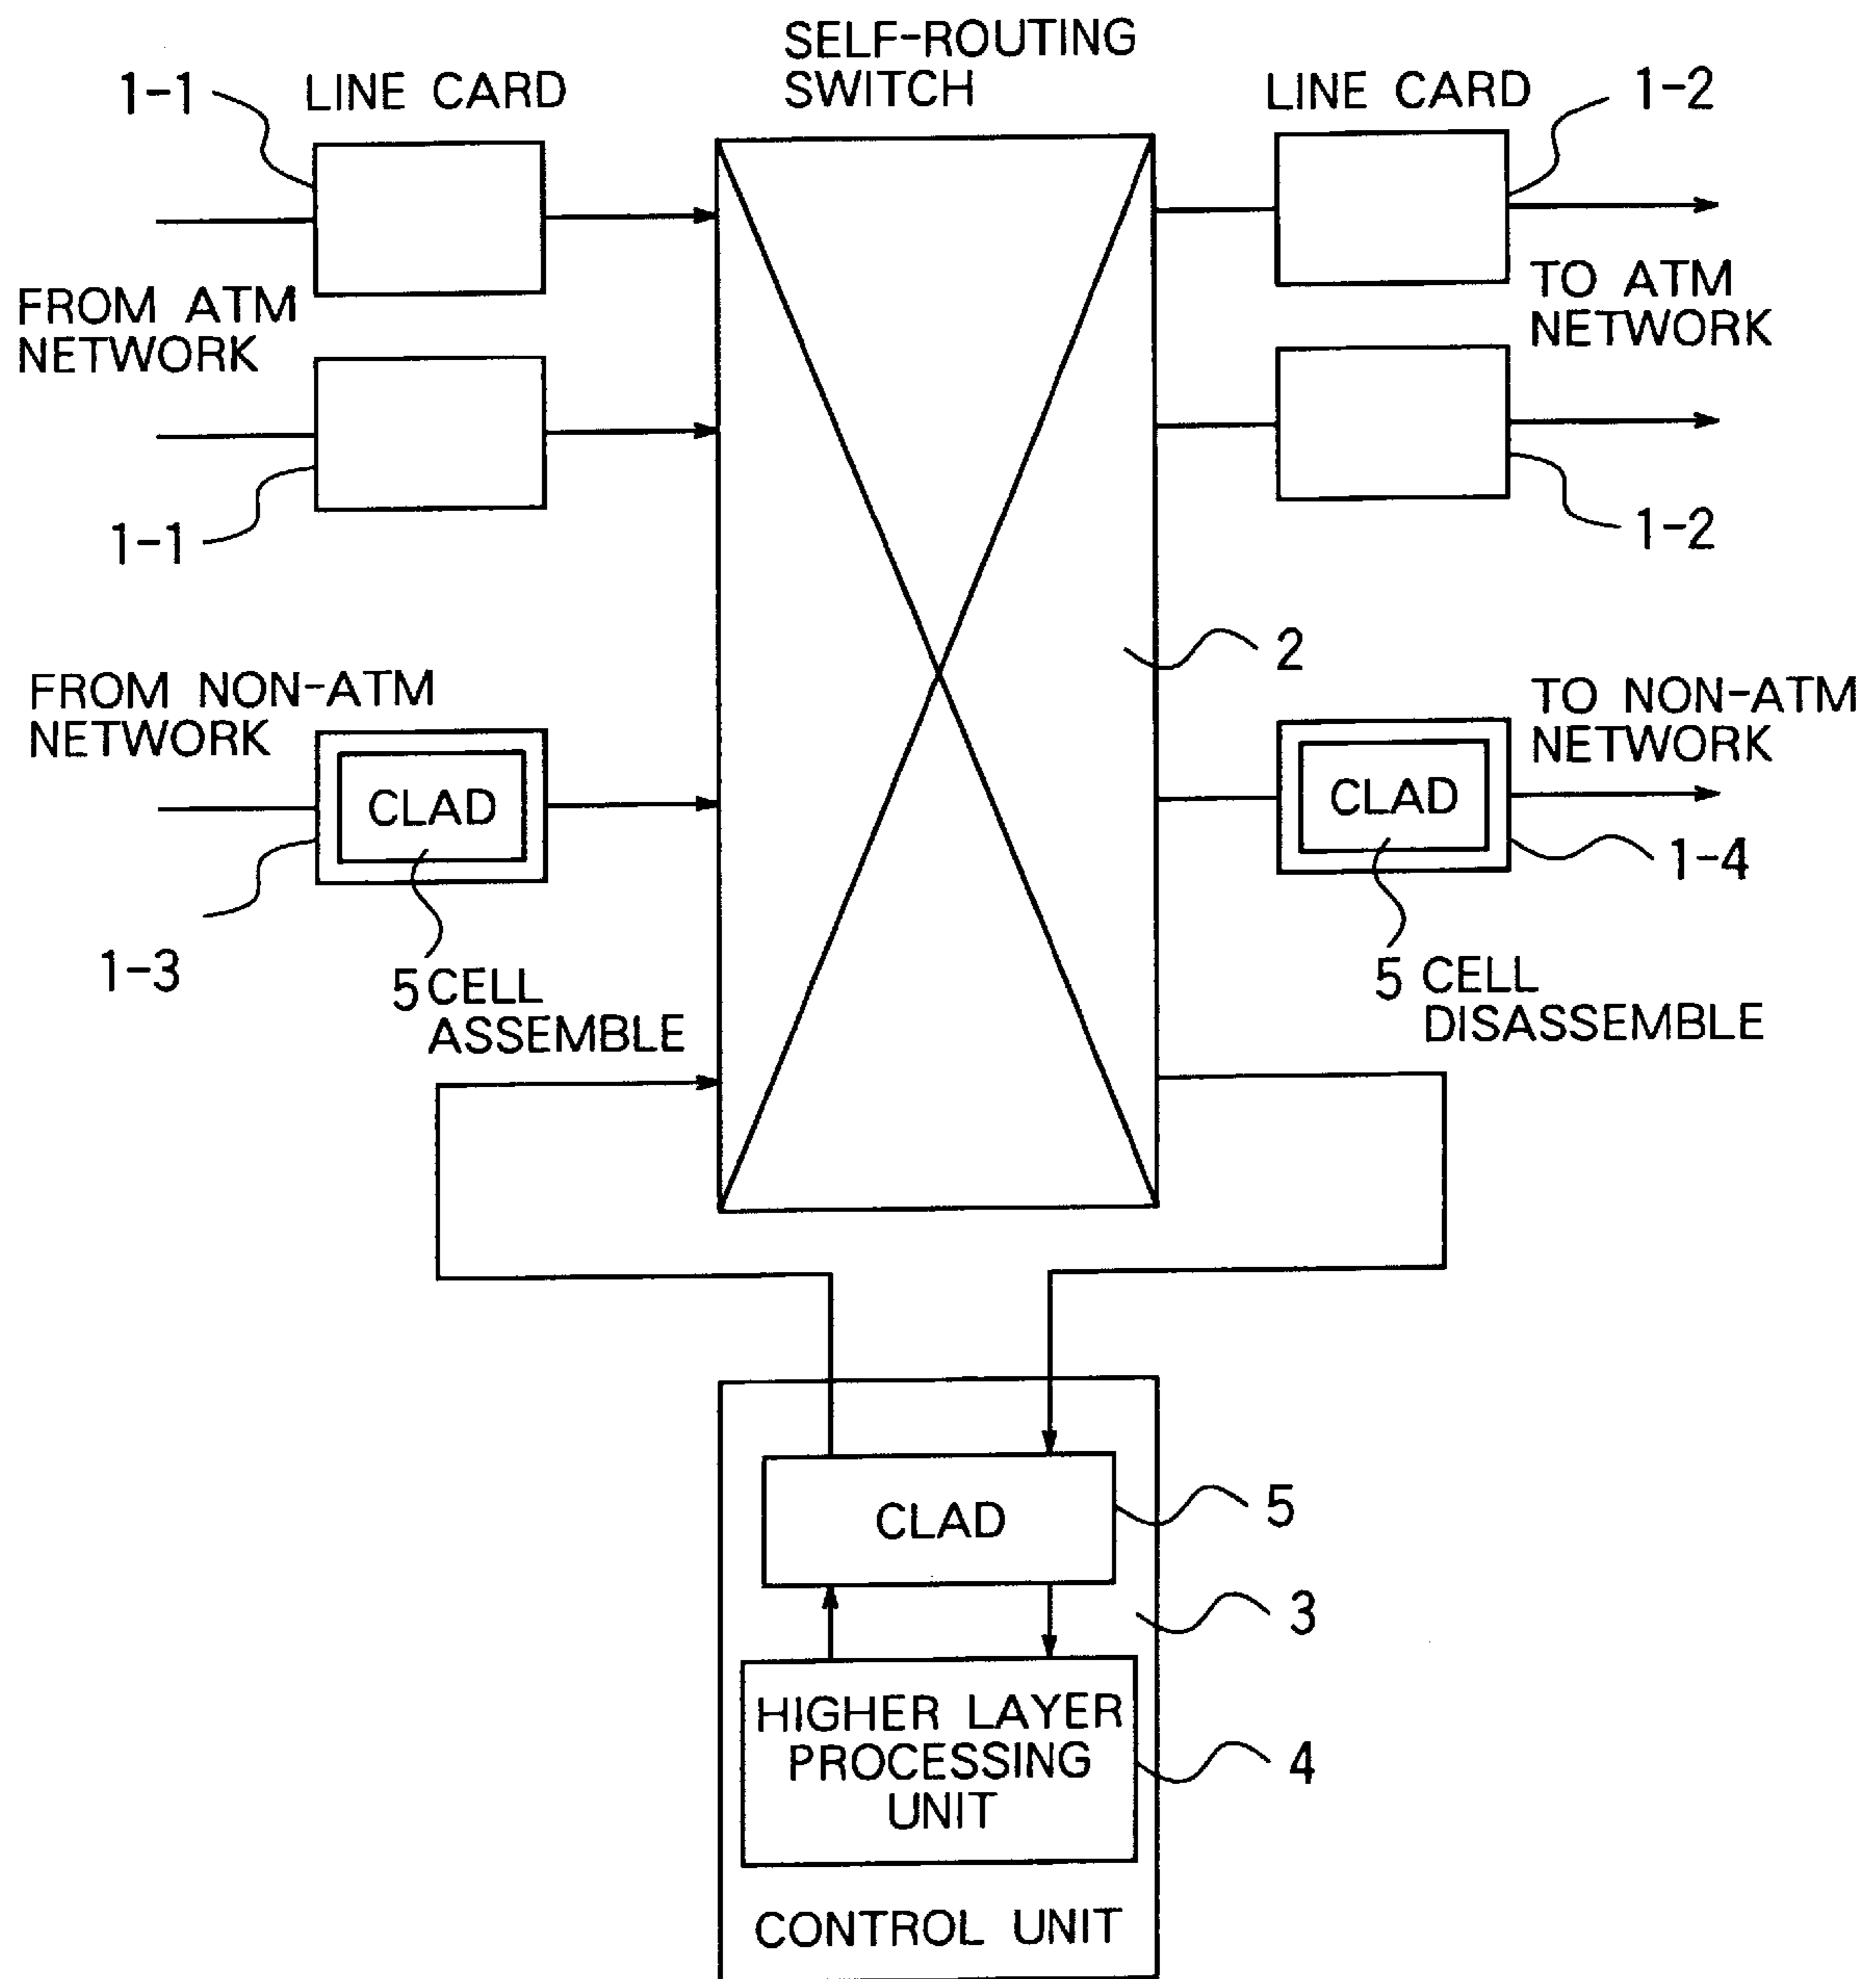 SELF-ROUTING
SWITCH
1-1
LINE CARD
LINE CARD
1-2
FROM ATM
NETWORK
TO ATM
NETWORK
1-1
1-2
2
FROM NON-ATM
NETWORK
TO NON-ATM
NETWORK
CLAD
CLAD
1-4
1-3
5 CELL
ASSEMBLE
5 CELL
DISASSEMBLE
CLAD
5
3
HIGHER LAYER
PROCESSING
UNIT
4
CONTROL UNIT